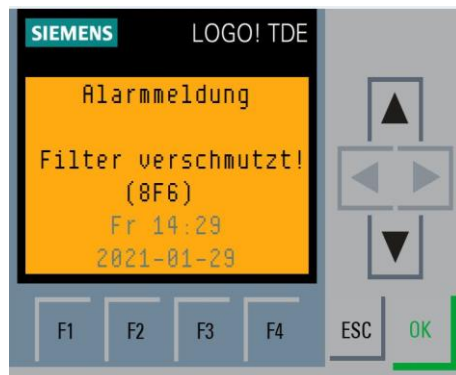 SIEMENS LOGO! TDE
Alarmmeldung
Filter verschmutzt!
(8F6)
Fr 14:29
2021-01-29
F1 F2 F3 F4 ESC OK